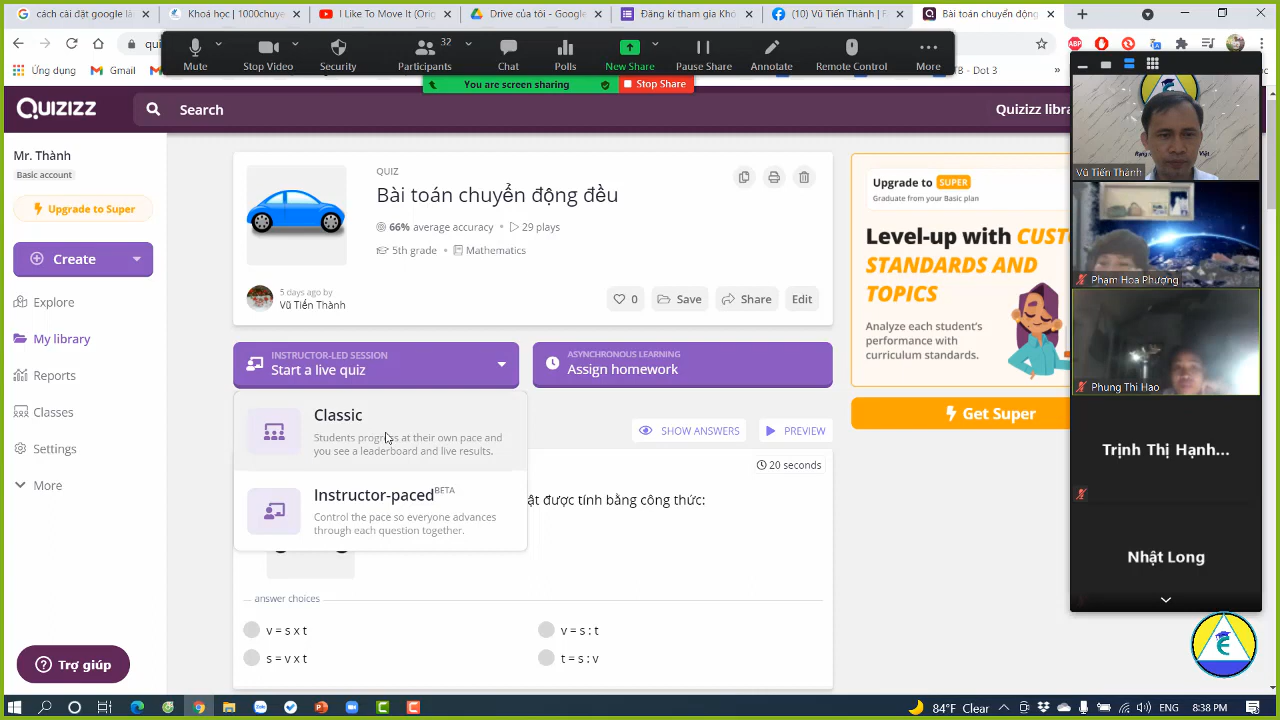 cài đặt google là
Khoá học | 1000chuye
I Like To Move It (Orig
Drive của tôi - Google
Đăng kí tham gia Kho
(10) Vũ Tiến Thành | Fa
Bài toán chuyển động
qui
Mute
Stop Video
Security
32
Participants
Chat
Polls
New Share
Pause Share
Annotate
Remote Control
More
ABP
Ứng dụng
Gmail
TB - Dot 3
»
You are screen sharing
Stop Share
QUIZIZZ
Search
Quizizz libra
Mr. Thành
Basic account
Upgrade to Super
Create
Explore
My library
Reports
Classes
Settings
More
Trợ giúp
QUIZ
Bài toán chuyển động đều
66% average accuracy • 29 plays
5th grade • Mathematics
5 days ago by
Vũ Tiến Thành
0
Save
Share
Edit
INSTRUCTOR-LED SESSION
Start a live quiz
ASYNCHRONOUS LEARNING
Assign homework
Classic
Students progress at their own pace and
you see a leaderboard and live results.
Instructor-paced BETA
Control the pace so everyone advances
through each question together.
SHOW ANSWERS
PREVIEW
20 seconds
ật được tính bằng công thức:
answer choices
v = s x t
v = s : t
s = v x t
t = s : v
Upgrade to SUPER
Graduate from your Basic plan
Level-up with CUST
STANDARDS AND
TOPICS
Analyze each student's
performance with
curriculum standards.
Get Super
Vũ Tiến Thành
Phạm Hoa Phượng
Phung Thi Hao
Trịnh Thị Hạnh...
Nhật Long
84°F Clear
ENG
8:38 PM